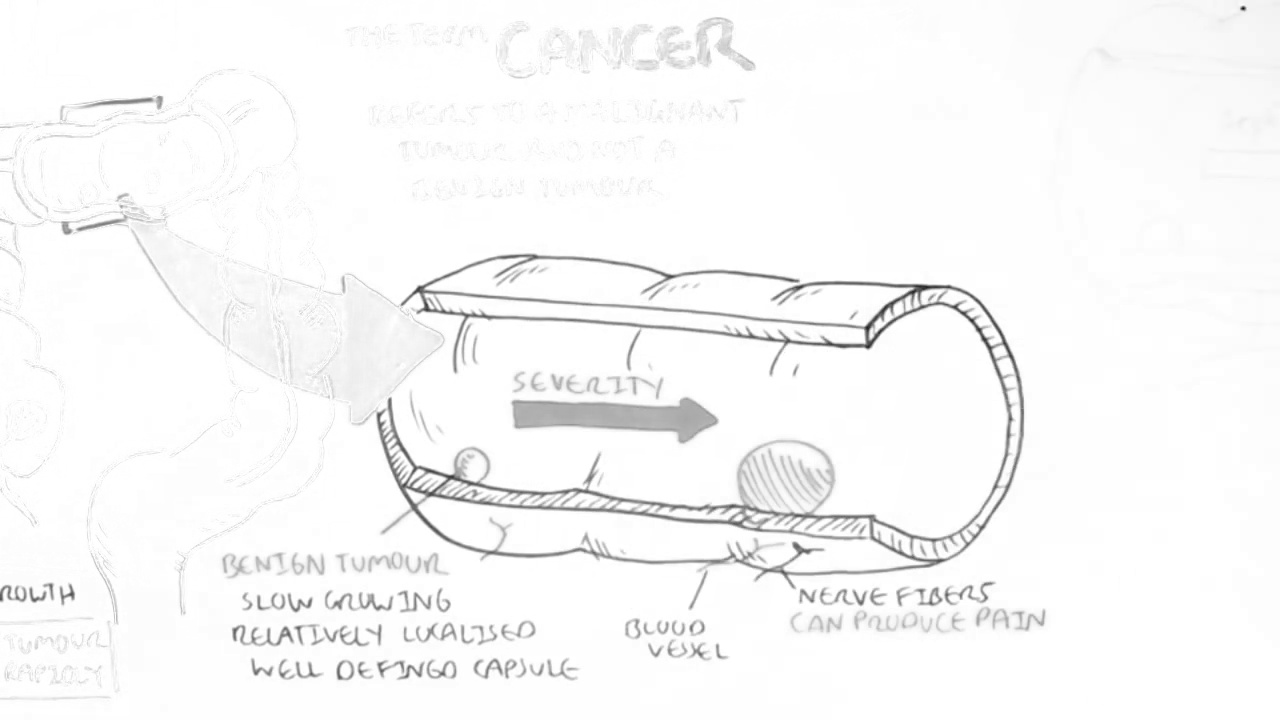 THE TERM CANCER
REFERS TO A MALIGNANT
TUMOUR AND NOT A
BENIGN TUMOUR
SEVERITY
BENIGN TUMOUR
SLOW GROWING
RELATIVELY LOCALISED
WELL DEFINED CAPSULE
BLOOD
VESSEL
NERVE FIBERS
CAN PRODUCE PAIN
ROWTH
TUMOUR
RAPIDLY